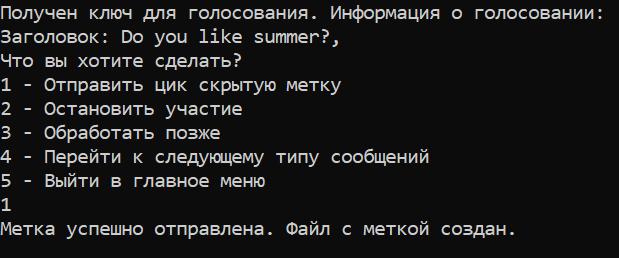 Получен ключ для голосования. Информация о голосовании:
Заголовок: Do you like summer?,
Что вы хотите сделать?
1 - Отправить цик скрытую метку
2 - Остановить участие
3 - Обработать позже
4 - Перейти к следующему типу сообщений
5 - Выйти в главное меню
1
Метка успешно отправлена. Файл с меткой создан.